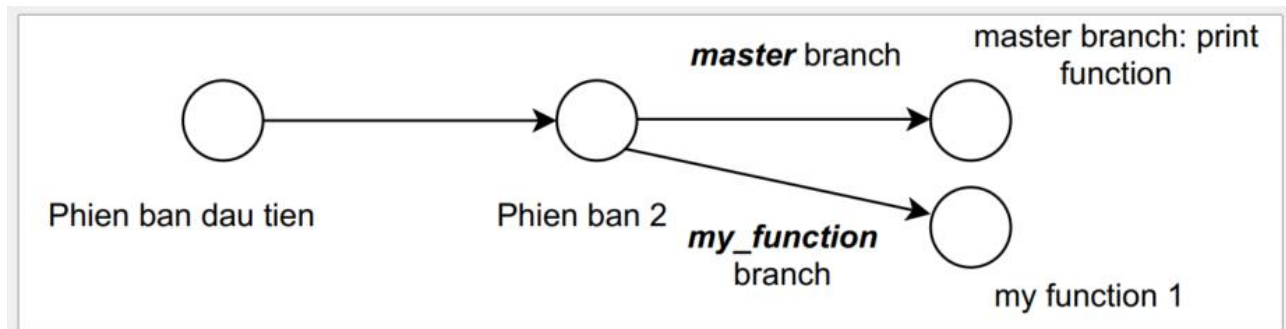 master branch: print
function
master branch
Phien ban dau tien
Phien ban 2
my_function
branch
my function 1